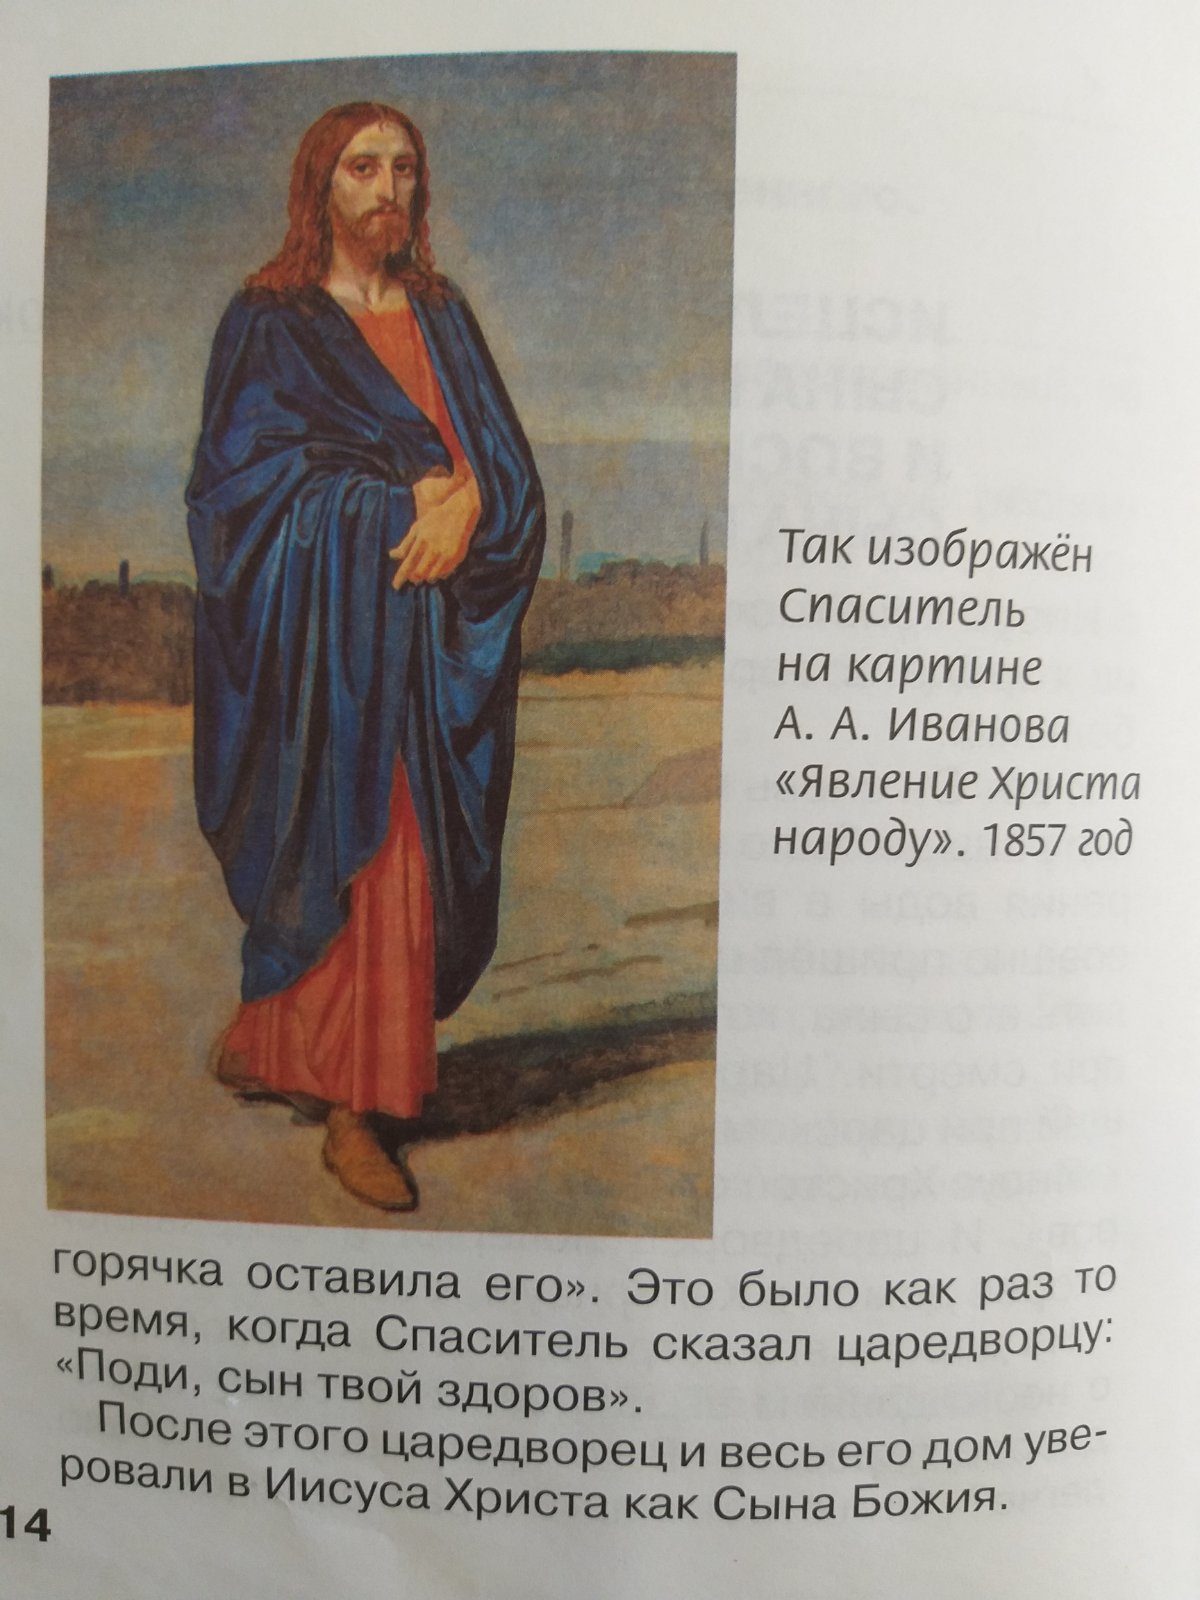 Так изображён
Спаситель
на картине
А. А. Иванова
«Явление Христа
народу». 1857 год
горячка оставила его». Это было как раз то
время, когда Спаситель сказал царедворцу:
«Поди, сын твой здоров».
После этого царедворец и весь его дом уве-
ровали в Иисуса Христа как Сына Божия.
14